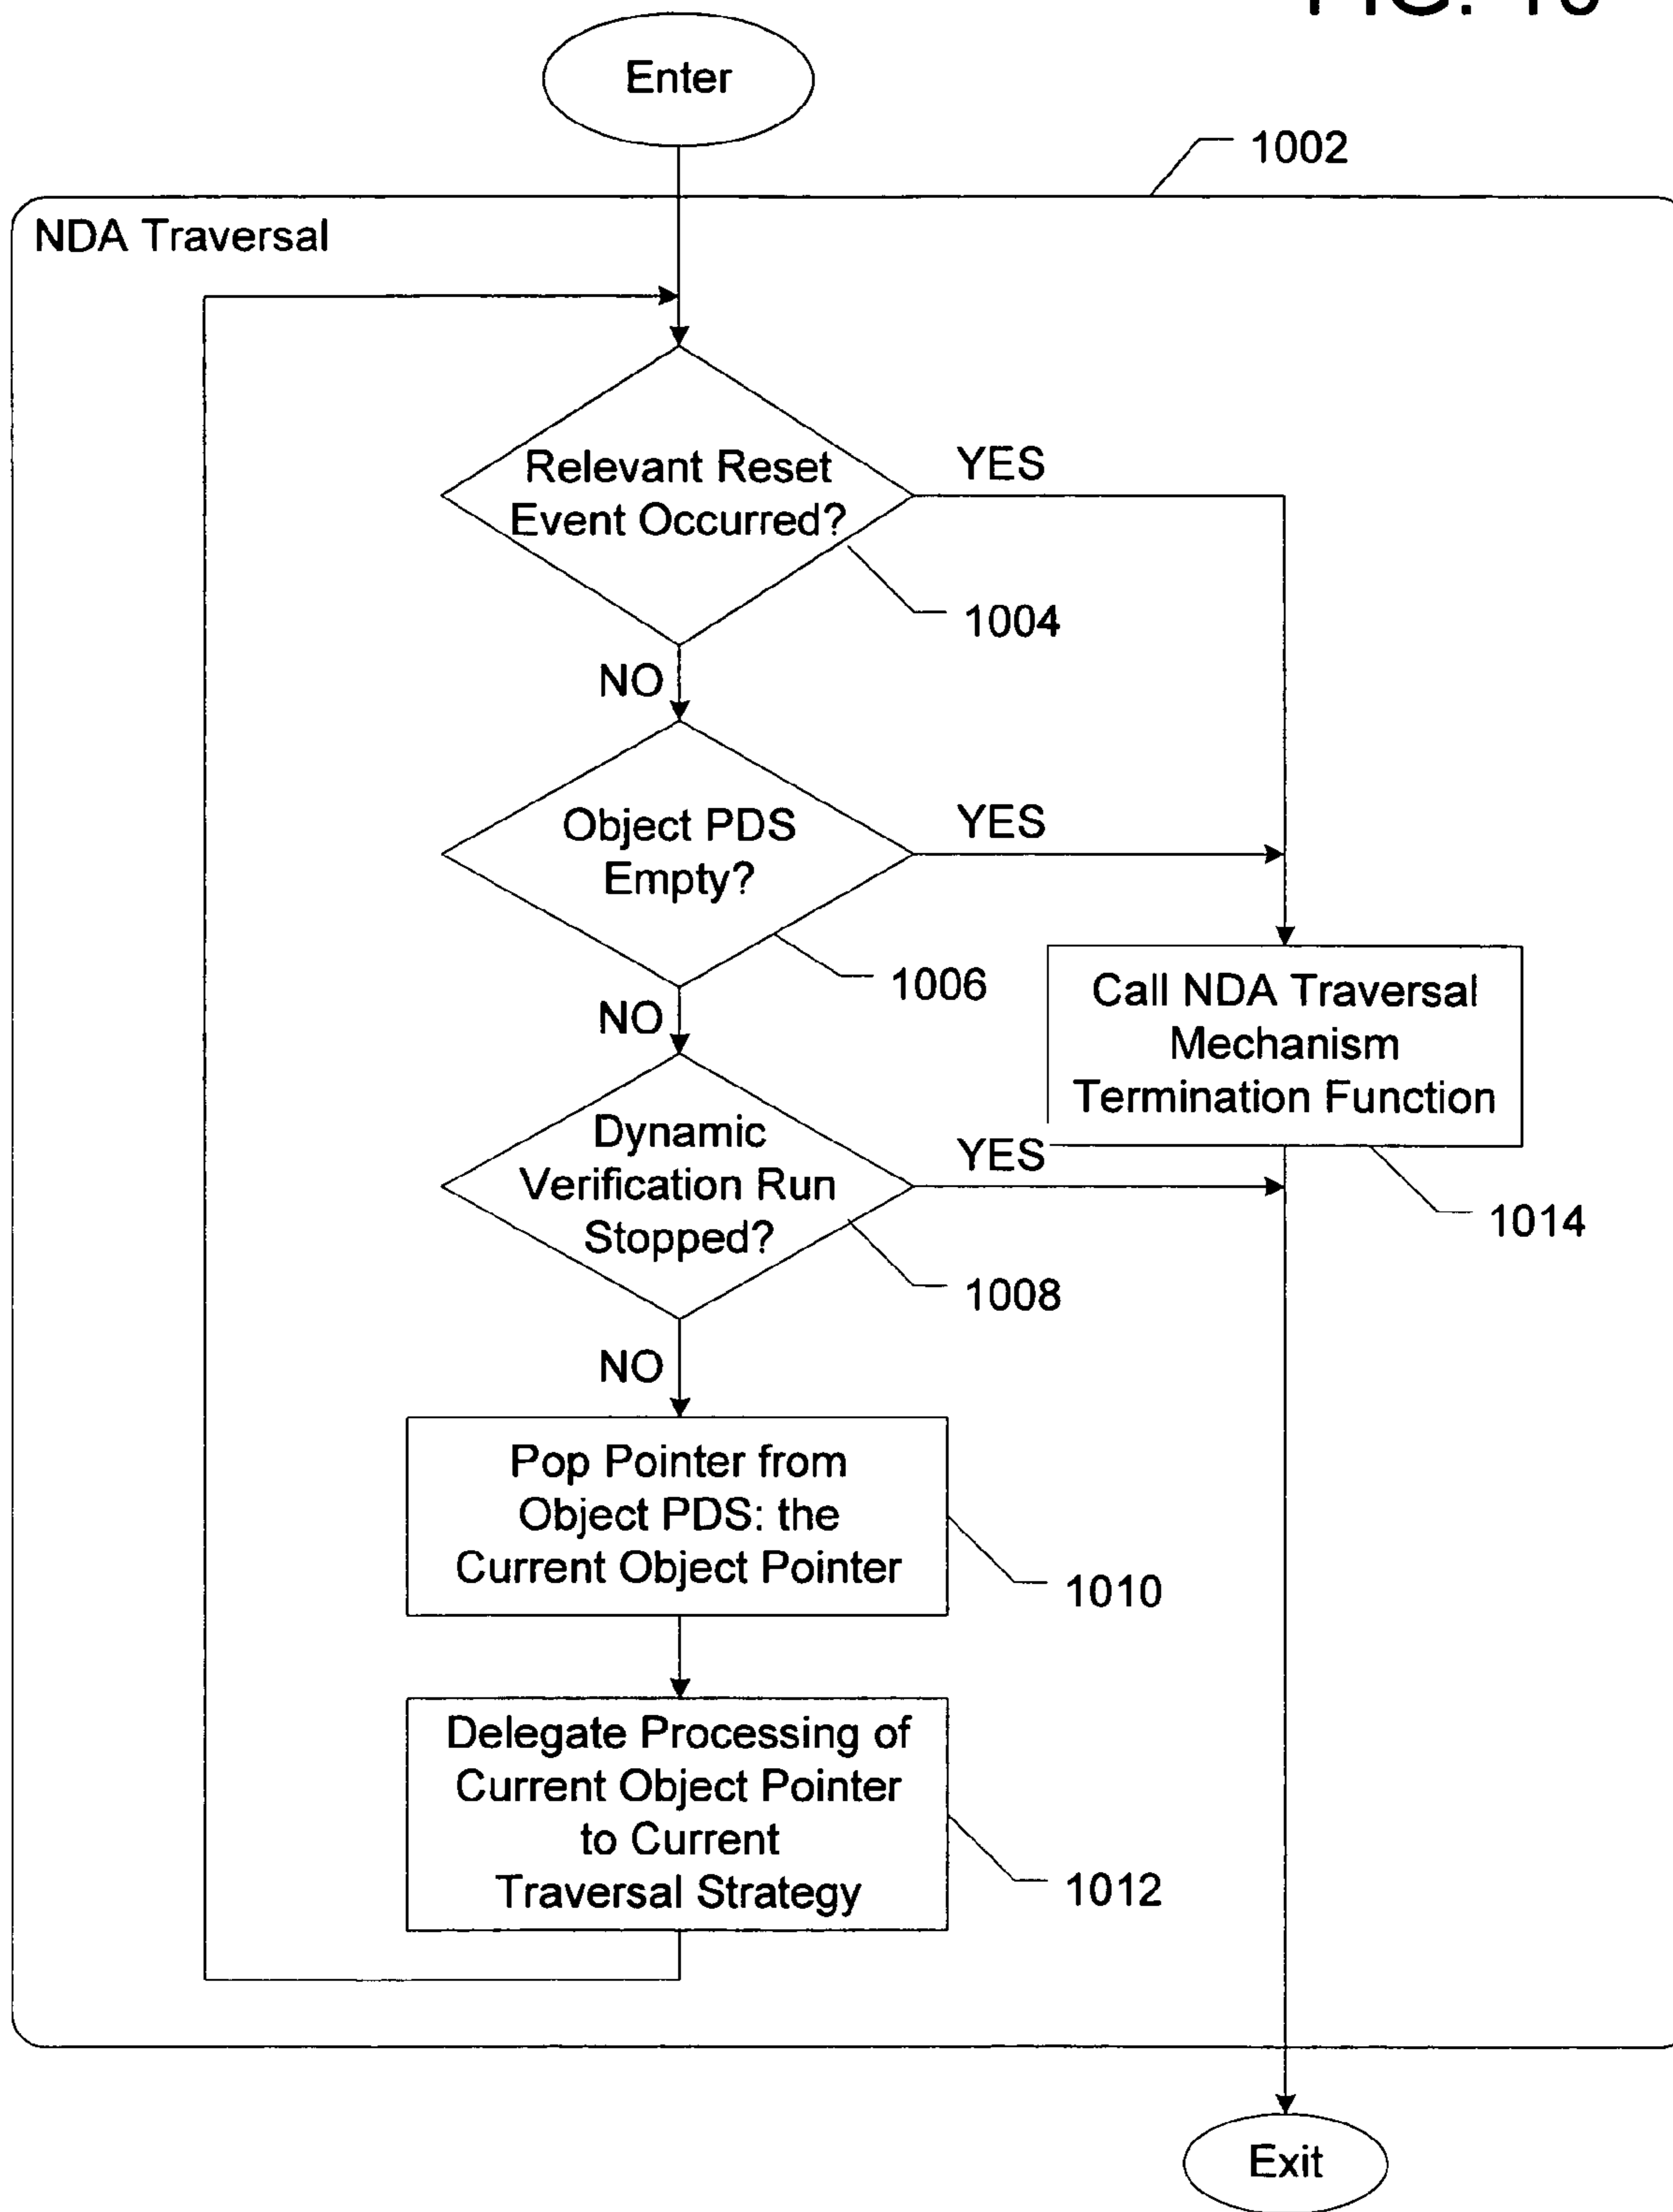 Enter
1002
NDA Traversal
Relevant Reset
Event Occurred?
YES
1004
NO
Object PDS
Empty?
YES
1006
NO
Call NDA Traversal
Mechanism
Termination Function
Dynamic
Verification Run
Stopped?
YES
1014
1008
NO
Pop Pointer from
Object PDS: the
Current Object Pointer
1010
Delegate Processing of
Current Object Pointer
to Current
Traversal Strategy
1012
Exit